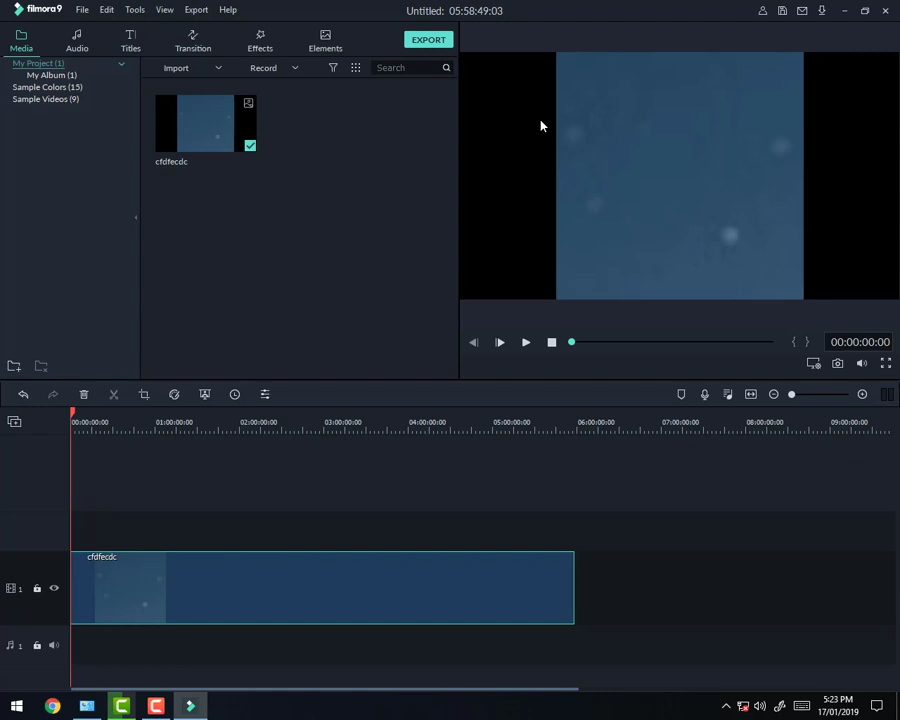 filmora9 File Edit Tools View Export Help Untitled: 05:58:49:03
Media Audio Titles Transition Effects Elements EXPORT
My Project (1)
My Album (1)
Sample Colors (15)
Sample Videos (9)
Import Record Search
cfdfecdc
00:00:00:00
00:00:00:00 01:00:00:00 02:00:00:00 03:00:00:00 04:00:00:00 05:00:00:00 06:00:00:00 07:00:00:00 08:00:00:00 09:00:00:00
cfdfecdc
1
1
5:23 PM
17/01/2019